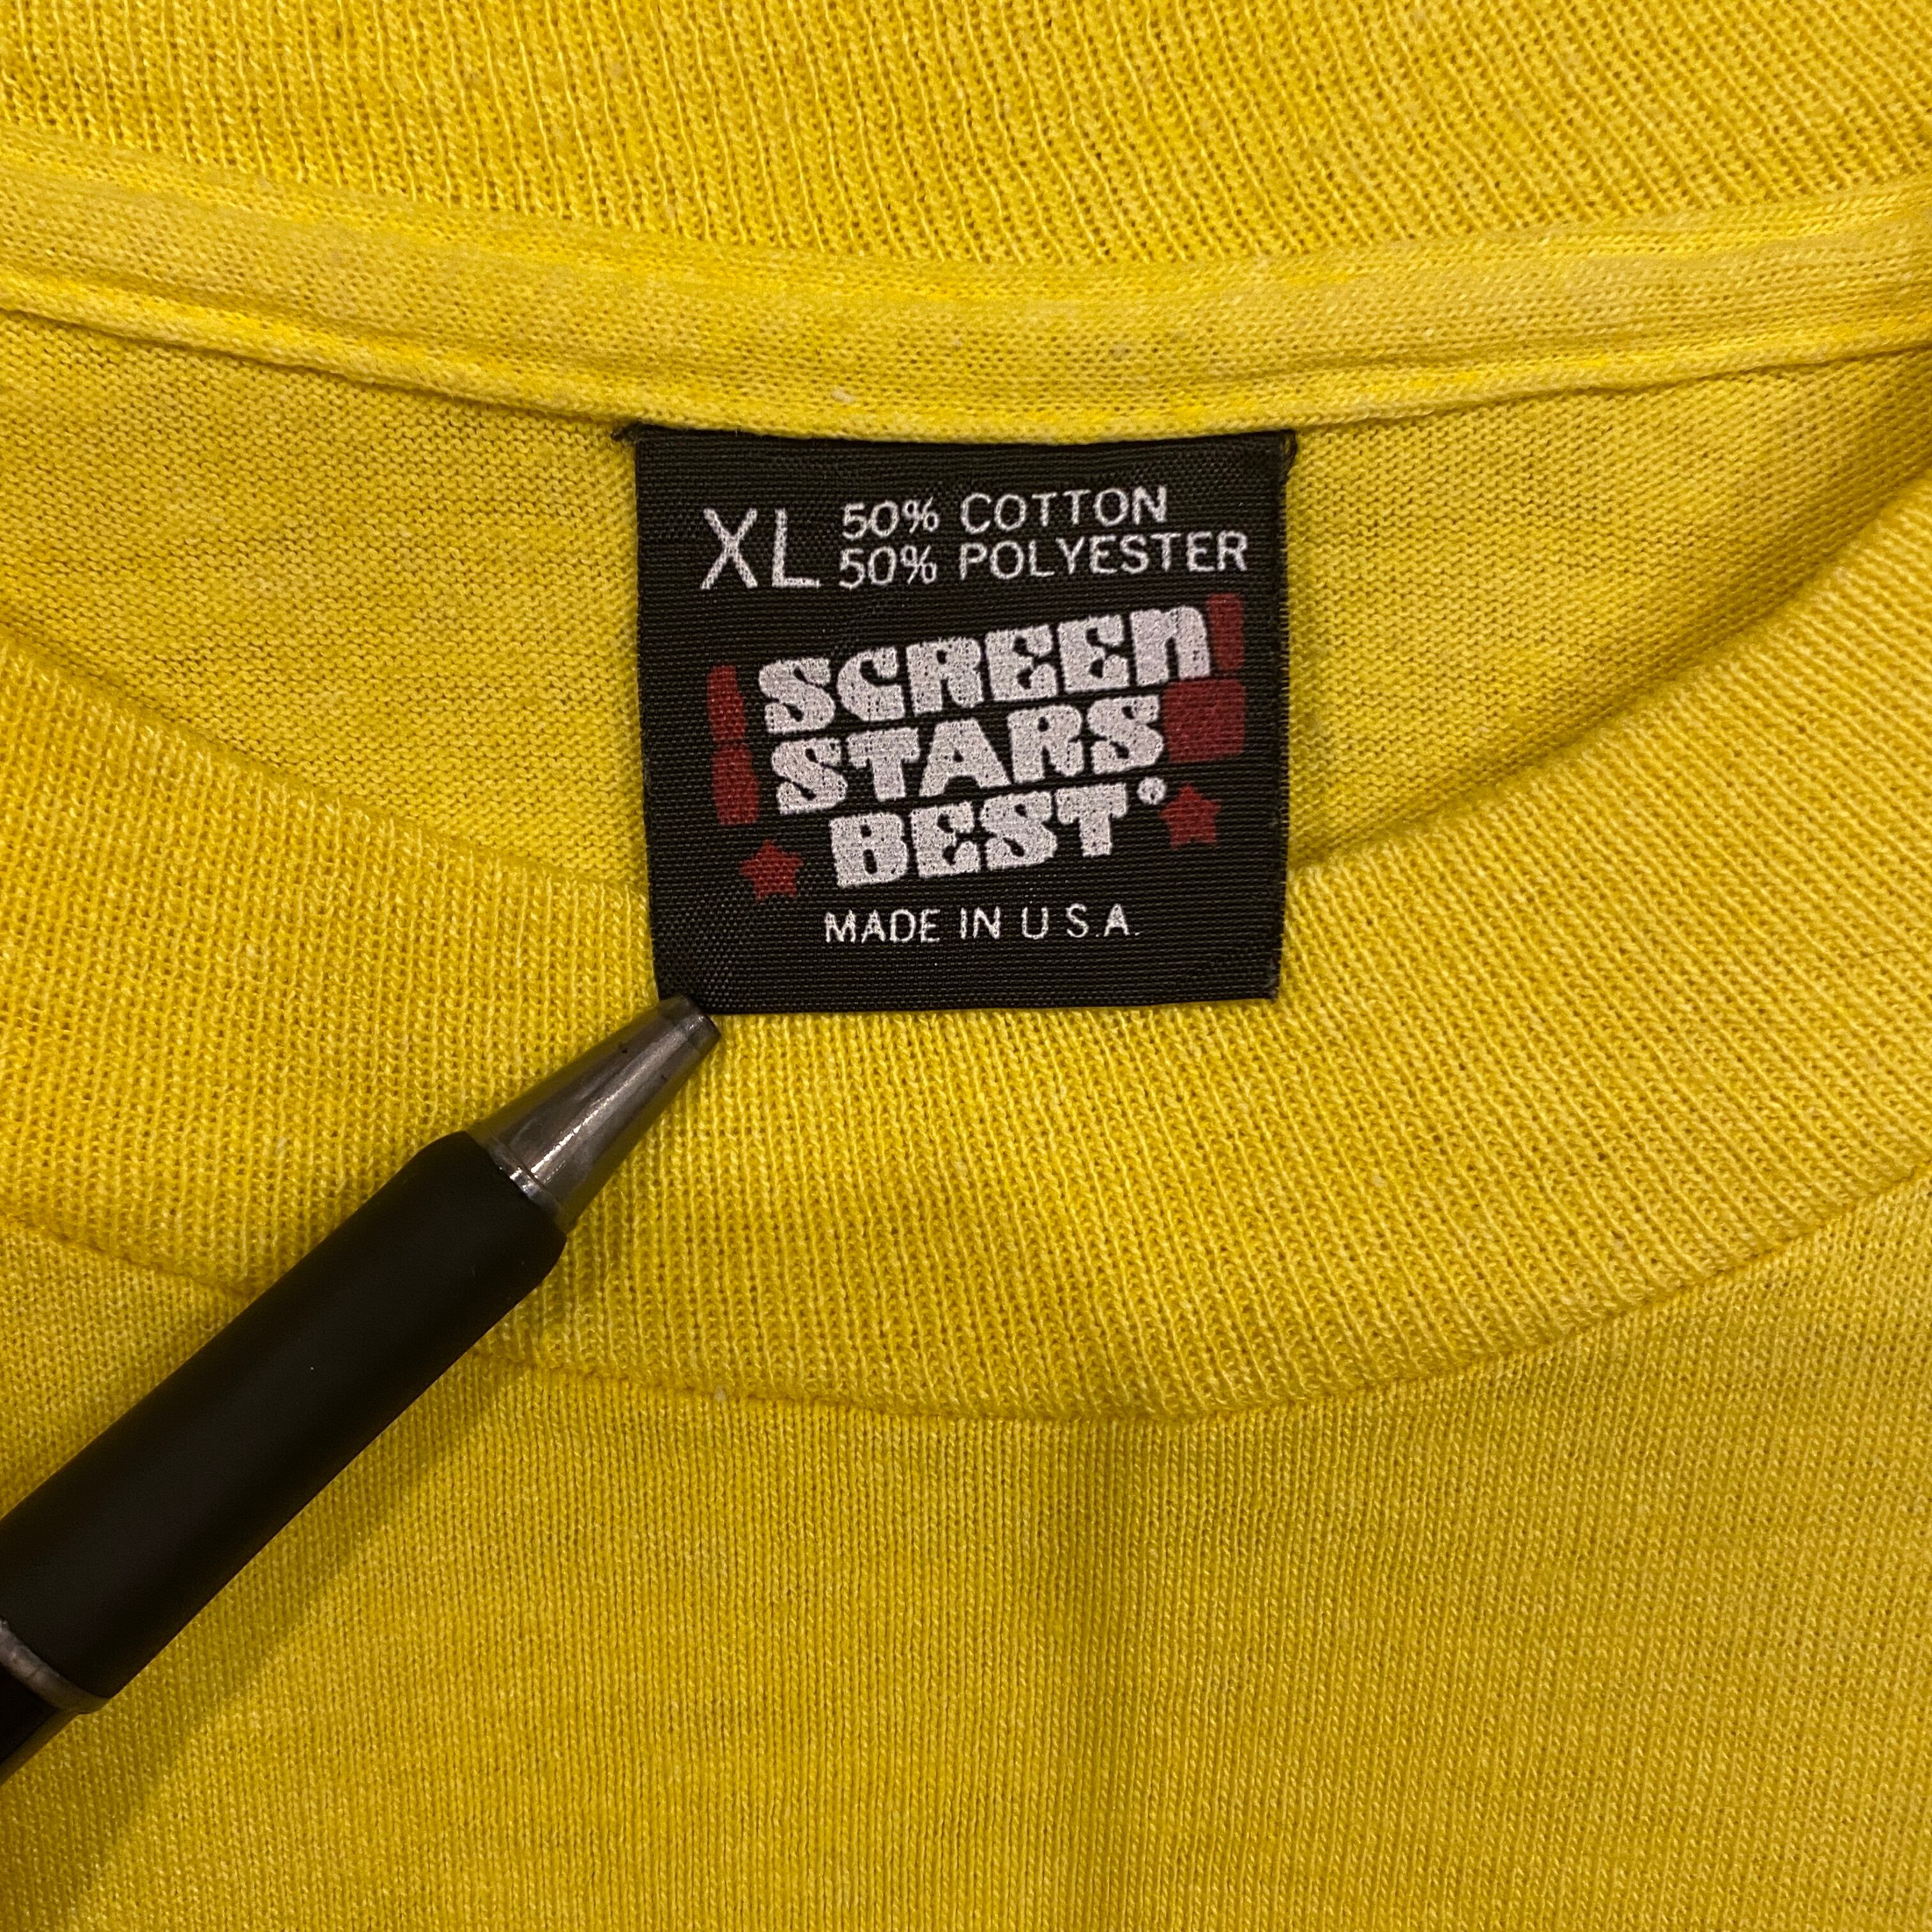 XL 50% COTTON
50% POLYESTER
SCREEN
STARS
BEST®
MADE IN U.S.A.